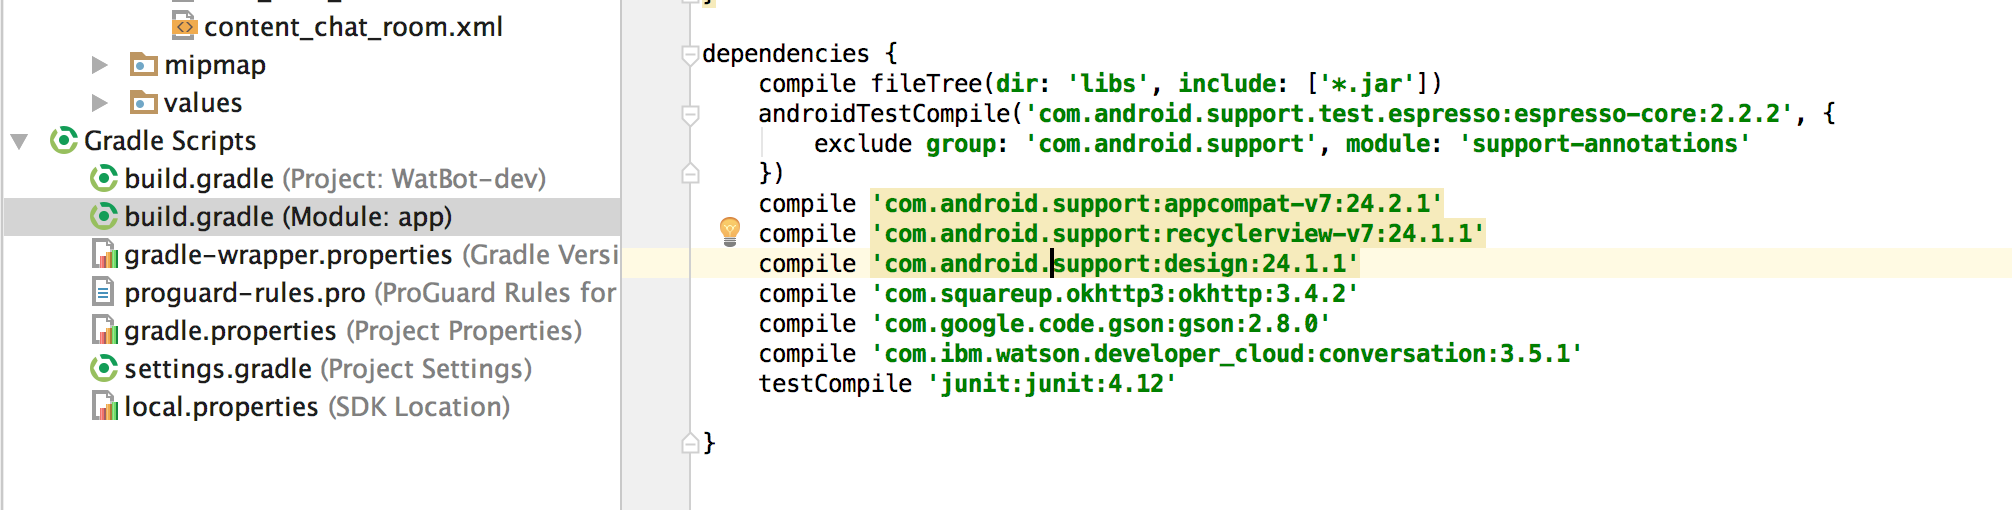 content_chat_room.xml
mipmap
values
Gradle Scripts
build.gradle (Project: WatBot-dev)
build.gradle (Module: app)
gradle-wrapper.properties (Gradle Versi
proguard-rules.pro (ProGuard Rules for
gradle.properties (Project Properties)
settings.gradle (Project Settings)
local.properties (SDK Location)
}
dependencies {
compile fileTree(dir: 'libs', include: ['*.jar'])
androidTestCompile('com.android.support.test.espresso:espresso-core:2.2.2', {
exclude group: 'com.android.support', module: 'support-annotations'
})
compile 'com.android.support:appcompat-v7:24.2.1'
compile 'com.android.support:recyclerview-v7:24.1.1'
compile 'com.android.support:design:24.1.1'
compile 'com.squareup.okhttp3:okhttp:3.4.2'
compile 'com.google.code.gson:gson:2.8.0'
compile 'com.ibm.watson.developer_cloud:conversation:3.5.1'
testCompile 'junit:junit:4.12'
}